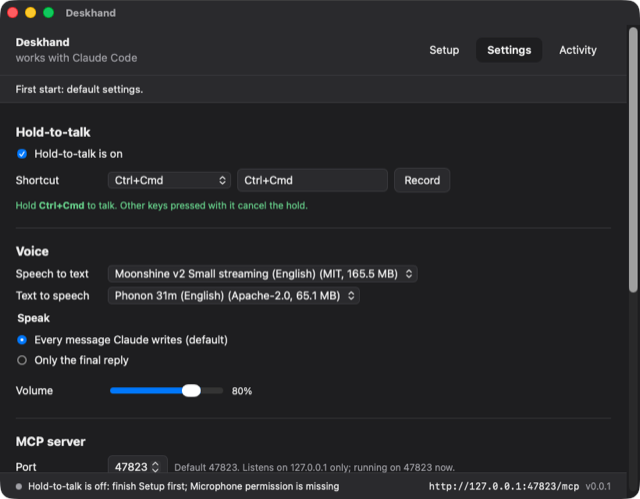 Deskhand
Deskhand
works with Claude Code
Setup
Settings
Activity
First start: default settings.
Hold-to-talk
Hold-to-talk is on
Shortcut
Ctrl+Cmd
Ctrl+Cmd
Record
Hold Ctrl+Cmd to talk. Other keys pressed with it cancel the hold.
Voice
Speech to text
Moonshine v2 Small streaming (English) (MIT, 165.5 MB)
Text to speech
Phonon 31m (English) (Apache-2.0, 65.1 MB)
Speak
Every message Claude writes (default)
Only the final reply
Volume
80%
MCP server
Port
47823
Default 47823. Listens on 127.0.0.1 only; running on 47823 now.
Hold-to-talk is off: finish Setup first; Microphone permission is missing
http://127.0.0.1:47823/mcp
v0.0.1